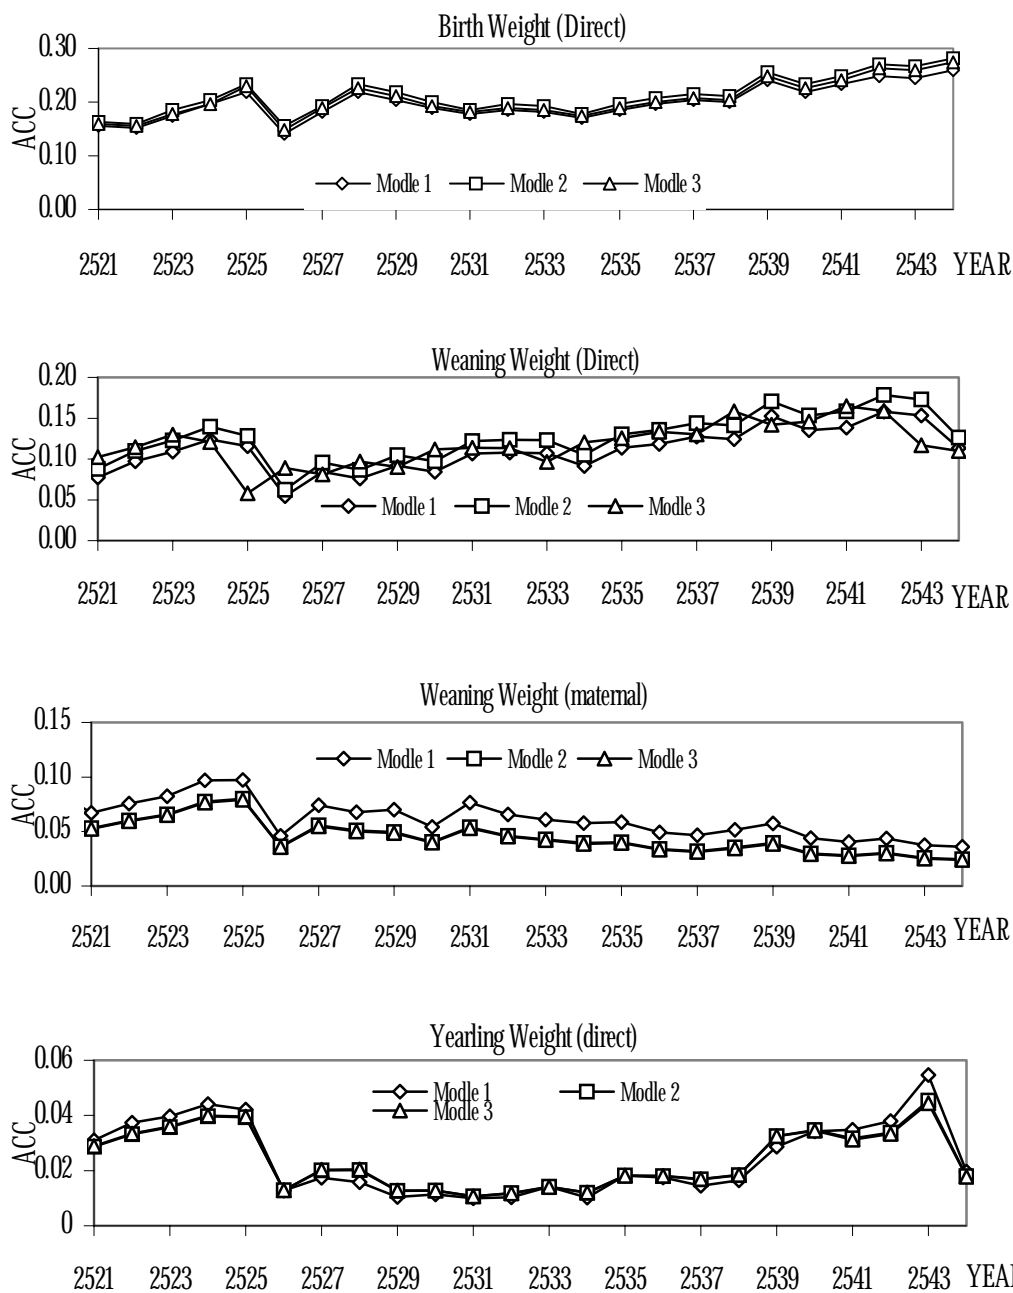 Birth Weight (Direct)
0.30
0.20
0.10
0.00
ACC
Modle 1 Modle 2 Modle 3
2521 2523 2525 2527 2529 2531 2533 2535 2537 2539 2541 2543 YEAR
Weaning Weight (Direct)
0.20
0.15
0.10
0.05
0.00
ACC
Modle 1 Modle 2 Modle 3
2521 2523 2525 2527 2529 2531 2533 2535 2537 2539 2541 2543 YEAR
Weaning Weight (maternal)
0.15
0.10
0.05
0.00
ACC
Modle 1 Modle 2 Modle 3
2521 2523 2525 2527 2529 2531 2533 2535 2537 2539 2541 2543 YEAR
Yearling Weight (direct)
0.06
0.04
0.02
0
ACC
Modle 1 Modle 2
Modle 3
2521 2523 2525 2527 2529 2531 2533 2535 2537 2539 2541 2543 YEA